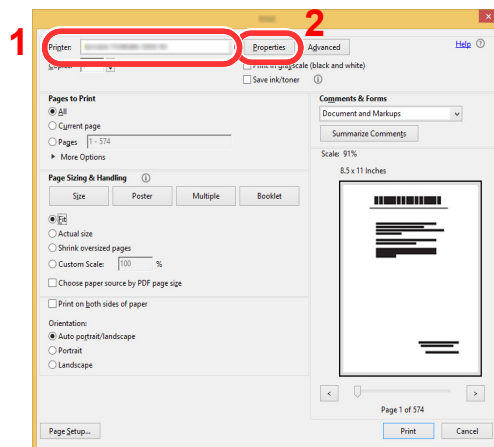 1
2
Printer:
Properties
Advanced
Help
Print in grayscale (black and white)
Save ink/toner
Pages to Print
All
Current page
Pages 1 - 574
More Options
Comments & Forms
Document and Markups
Summarize Comments
Scale: 91%
8.5 x 11 Inches
Page Sizing & Handling
Size Poster Multiple Booklet
Fit
Actual size
Shrink oversized pages
Custom Scale: 100 %
Choose paper source by PDF page size
Print on both sides of paper
Orientation:
Auto portrait/landscape
Portrait
Landscape
< >
Page 1 of 574
Page Setup...
Print
Cancel